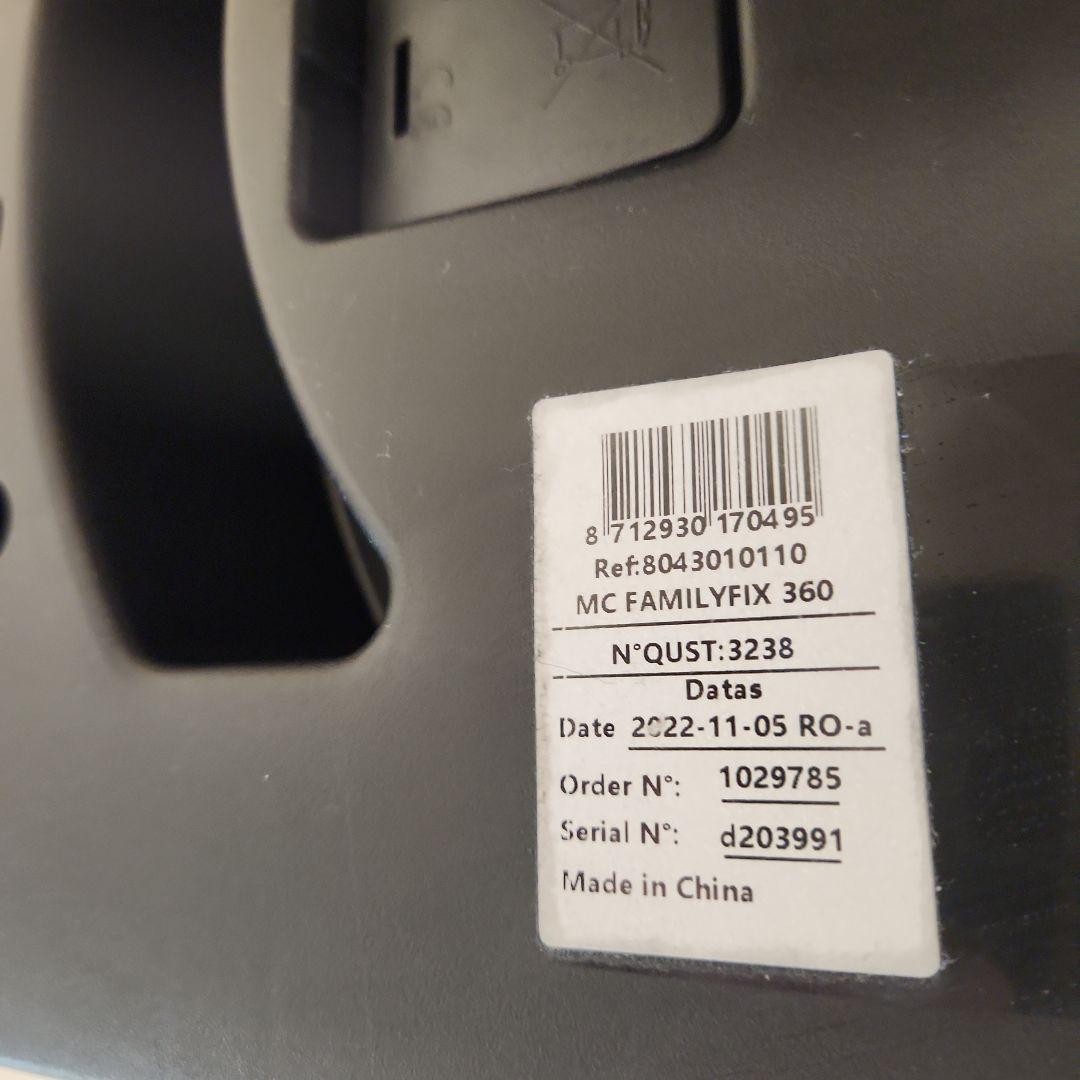 8 712930 170495
Ref:8043010110
MC FAMILYFIX 360
N°QUST:3238
Datas
Date 2022-11-05 RO-a
Order N°: 1029785
Serial N°: d203991
Made in China